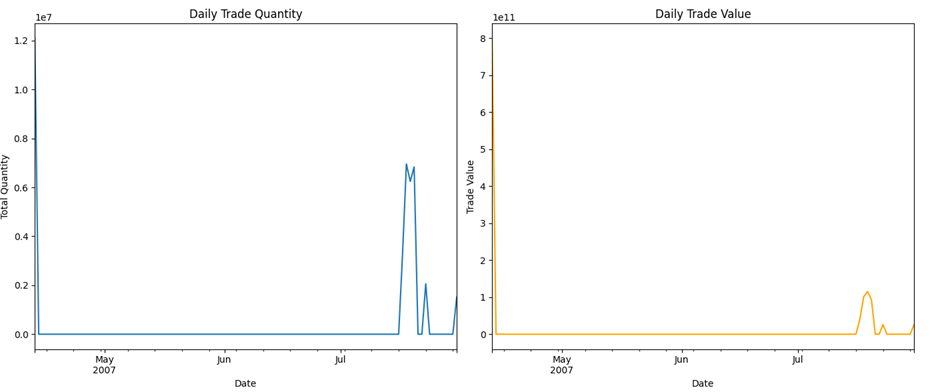 Daily Trade Quantity
1e7
1.2
1.0
0.8
0.6
0.4
0.2
0.0
Total Quantity
May
2007
Jun
Jul
Date
Daily Trade Value
1e11
8
7
6
5
4
3
2
1
0
Trade Value
May
2007
Jun
Jul
Date